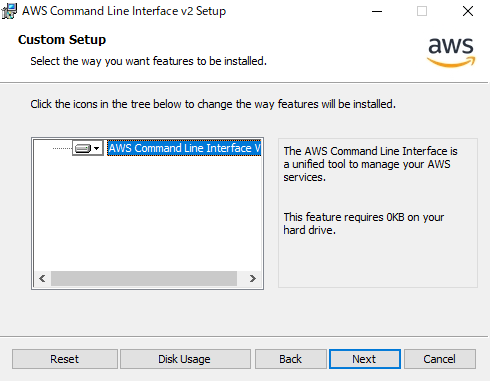 AWS Command Line Interface v2 Setup
Custom Setup
Select the way you want features to be installed.
aws
Click the icons in the tree below to change the way features will be installed.
AWS Command Line Interface V
The AWS Command Line Interface is
a unified tool to manage your AWS
services.
This feature requires 0KB on your
hard drive.
Reset
Disk Usage
Back
Next
Cancel